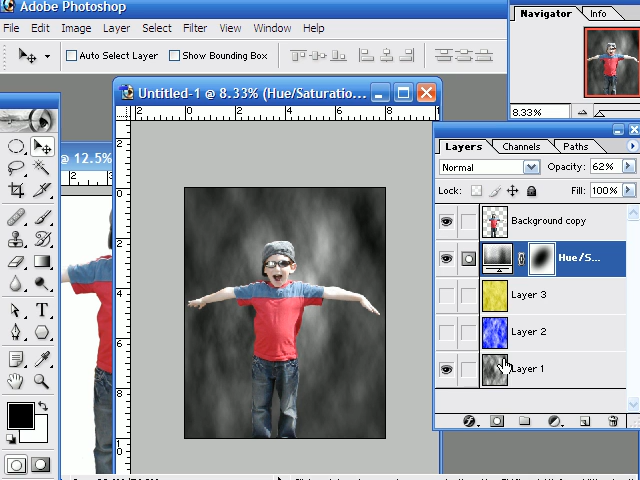 Adobe Photoshop
File Edit Image Layer Select Filter View Window Help
Auto Select Layer Show Bounding Box
Navigator Info
8.33%
Untitled-1 @ 8.33% (Hue/Saturatio...
@ 12.5%
Layers Channels Paths
Normal Opacity: 62%
Lock: Fill: 100%
Background copy
Hue/S...
Layer 3
Layer 2
Layer 1